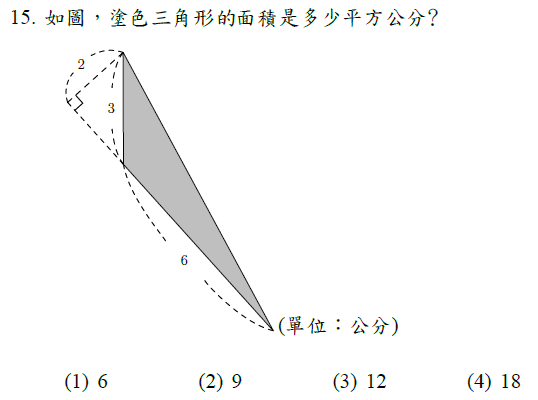 15. 如圖，塗色三角形的面積是多少平方公分?
2
3
6
(單位：公分)
(1) 6 (2) 9 (3) 12 (4) 18